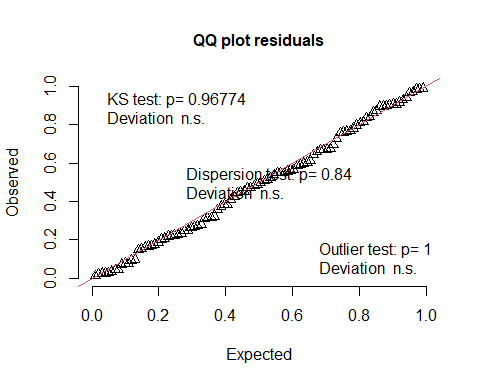 QQ plot residuals
KS test: p= 0.96774
Deviation n.s.
Dispersion test: p= 0.84
Deviation n.s.
Outlier test: p= 1
Deviation n.s.
Observed
0.0 0.2 0.4 0.6 0.8 1.0
0.0 0.2 0.4 0.6 0.8 1.0
Expected